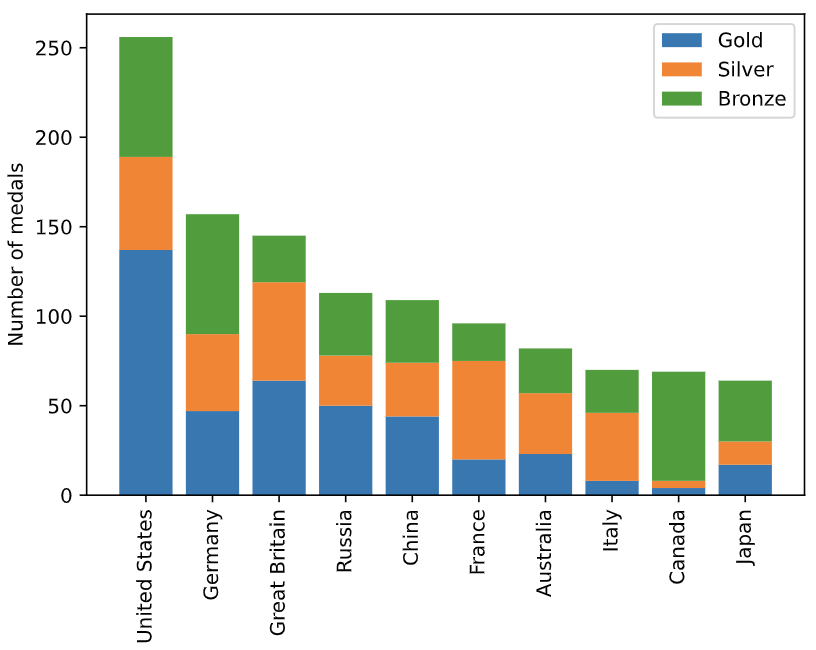 Number of medals
250
200
150
100
50
0
Gold
Silver
Bronze
United States
Germany
Great Britain
Russia
China
France
Australia
Italy
Canada
Japan